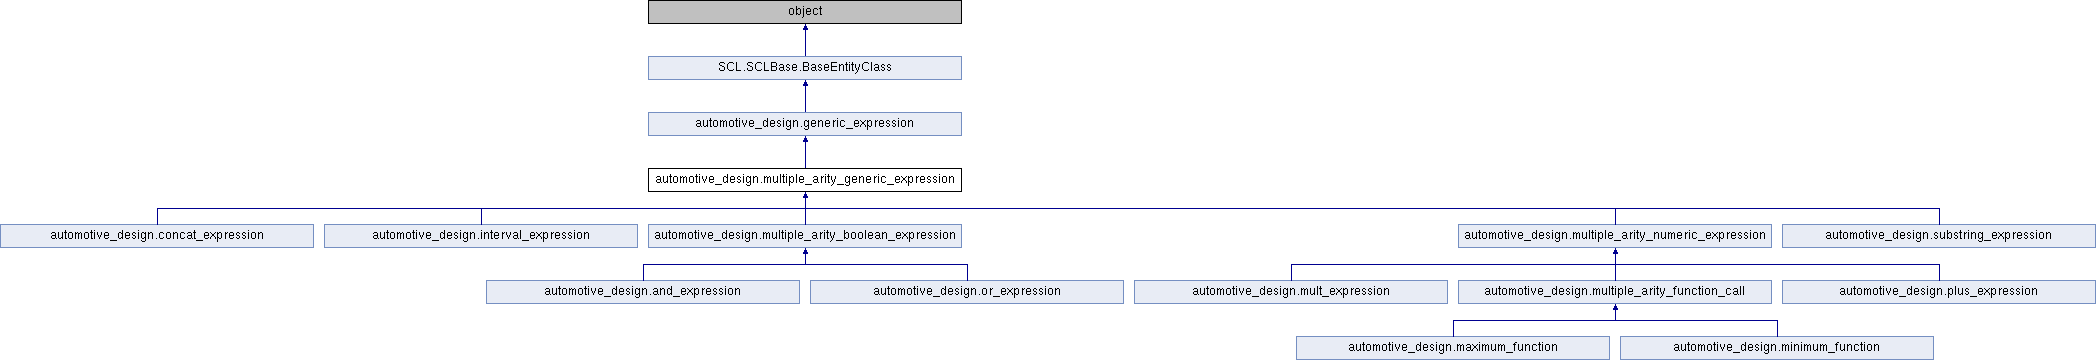 object
SCL.SCLBase.BaseEntityClass
automotive_design.generic_expression
automotive_design.multiple_arity_generic_expression
automotive_design.concat_expression
automotive_design.interval_expression
automotive_design.multiple_arity_boolean_expression
automotive_design.multiple_arity_numeric_expression
automotive_design.substring_expression
automotive_design.and_expression
automotive_design.or_expression
automotive_design.mult_expression
automotive_design.multiple_arity_function_call
automotive_design.plus_expression
automotive_design.maximum_function
automotive_design.minimum_function